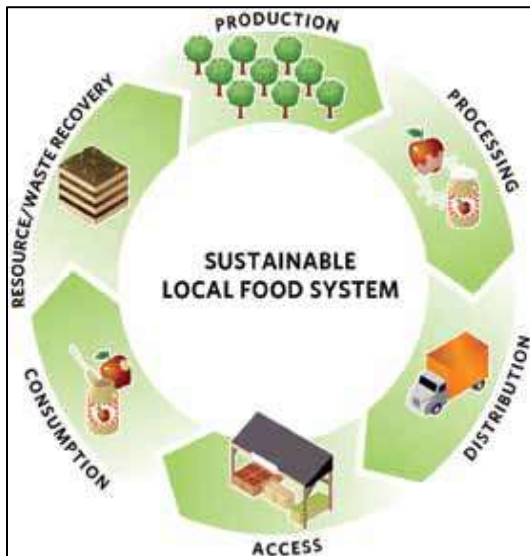 PRODUCTION
PROCESSING
DISTRIBUTION
ACCESS
CONSUMPTION
RESOURCE/WASTE RECOVERY
SUSTAINABLE
LOCAL FOOD SYSTEM